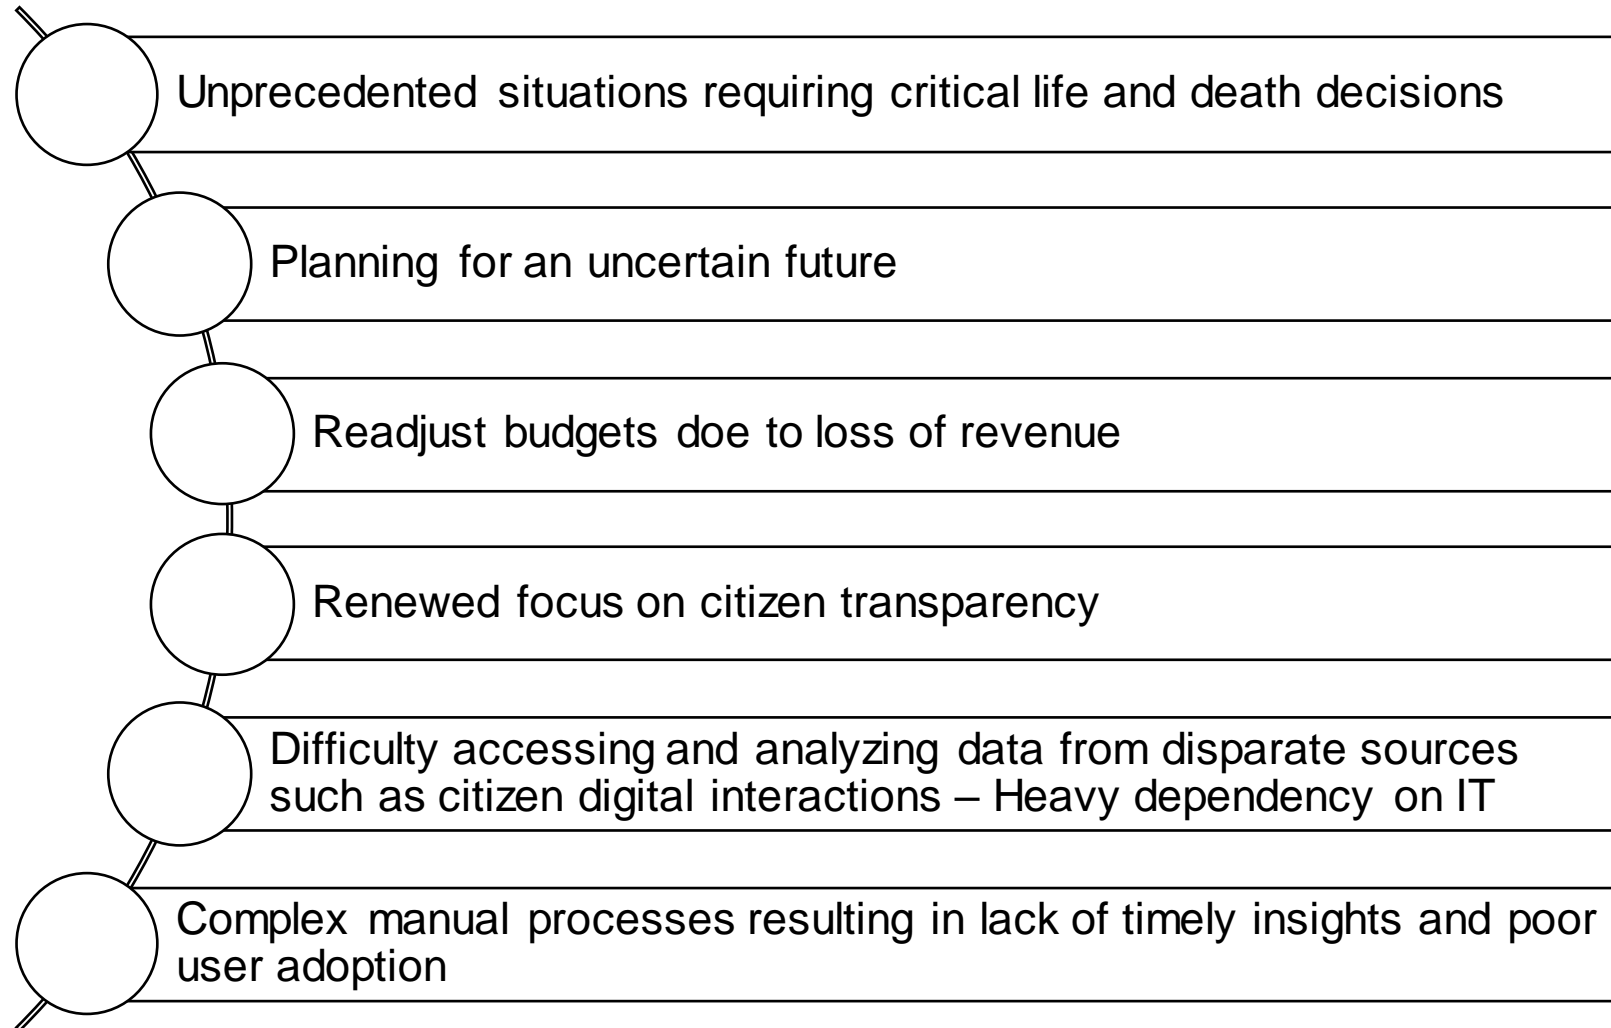 Unprecedented situations requiring critical life and death decisions
Planning for an uncertain future
Readjust budgets doe to loss of revenue
Renewed focus on citizen transparency
Difficulty accessing and analyzing data from disparate sources
such as citizen digital interactions – Heavy dependency on IT
Complex manual processes resulting in lack of timely insights and poor
user adoption